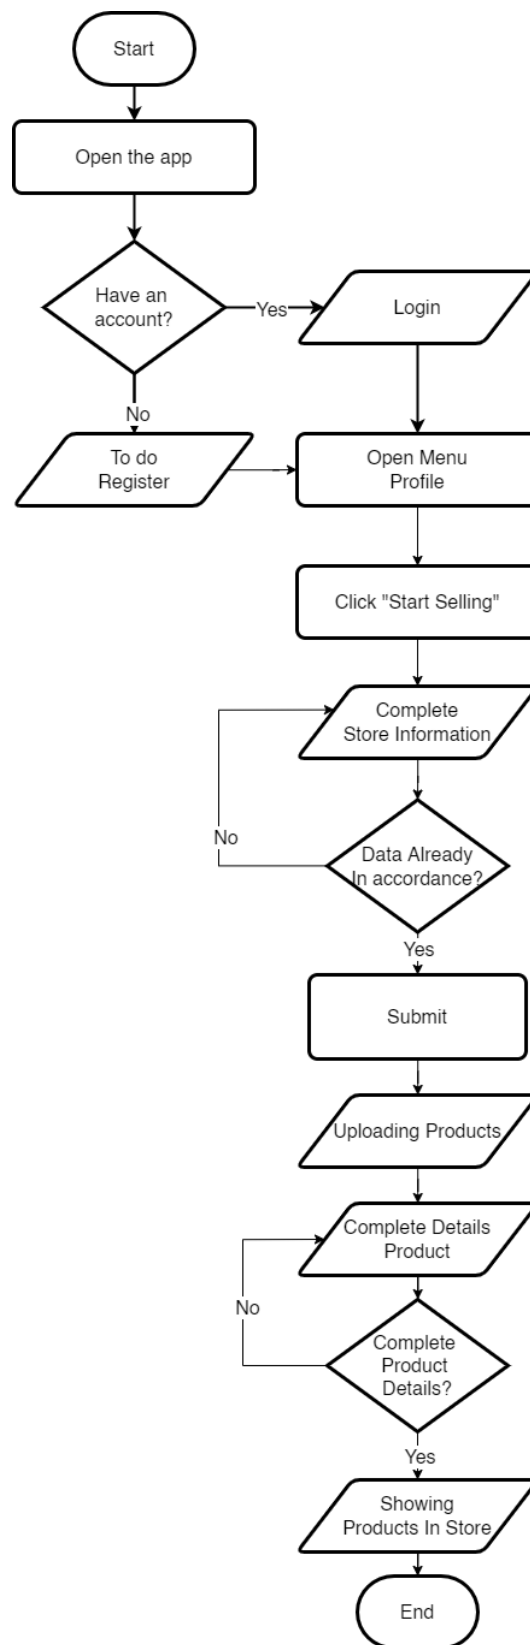 Start
Open the app
Have an
account?
Yes
Login
No
To do
Register
Open Menu
Profile
Click "Start Selling"
Complete
Store Information
No
Data Already
In accordance?
Yes
Submit
Uploading Products
Complete Details
Product
No
Complete
Product
Details?
Yes
Showing
Products In Store
End